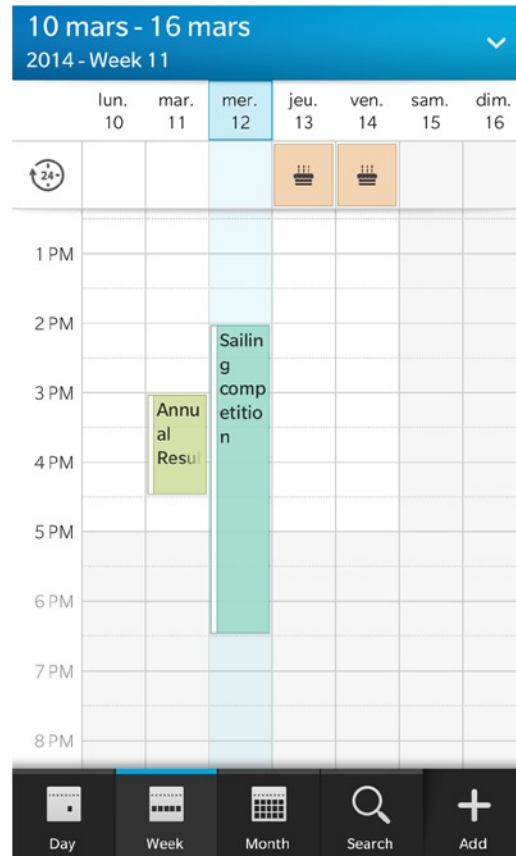 10 mars - 16 mars
2014 - Week 11
lun. mar. mer. jeu. ven. sam. dim.
10 11 12 13 14 15 16
24
1 PM
2 PM
Sailin
g
comp
etitio
n
3 PM
Annu
al
Resul
4 PM
5 PM
6 PM
7 PM
8 PM
Day Week Month Search Add